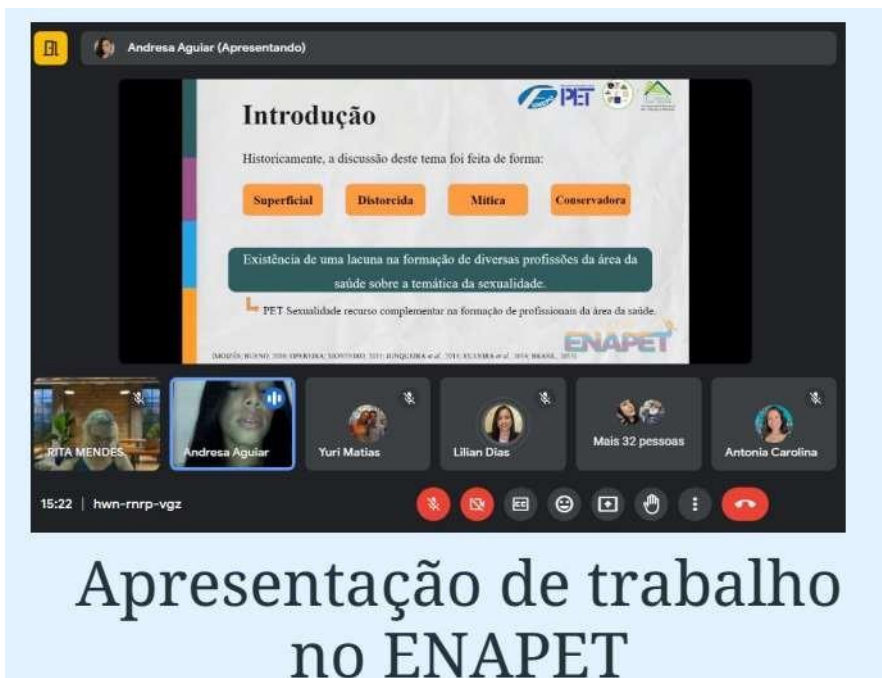 Andresa Aguiar (Apresentando)
PET
Introdução
Historicamente, a discussão deste tema foi feita de forma:
Superficial
Distorcida
Mítica
Conservadora
Existência de uma lacuna na formação de diversas profissões da área da
saúde sobre a temática da sexualidade.
PET Sexualidade recurso complementar na formação de profissionais da área da saúde.
ENAPET
RITA MENDES
Andresa Aguiar
Yuri Matias
Lilian Dias
Mais 32 pessoas
Antonia Carolina
15:22 | hwn-rnrp-vgz
Apresentação de trabalho
no ENAPET